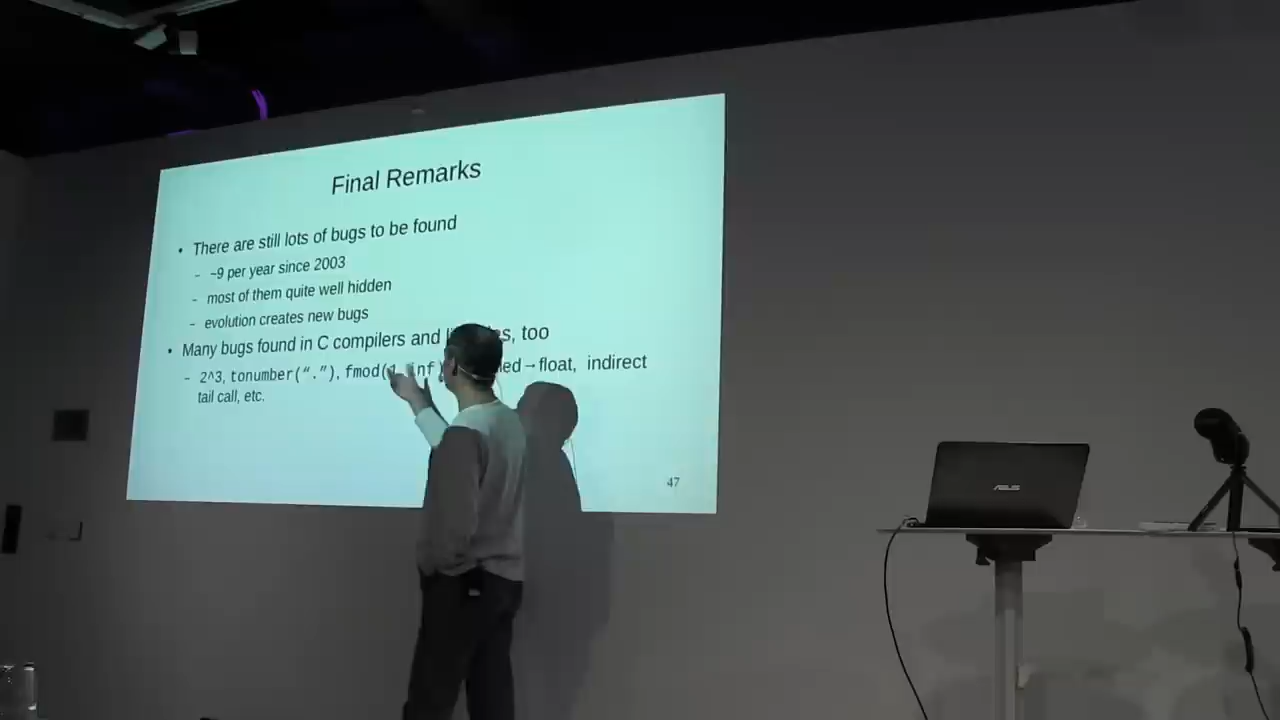 Final Remarks
• There are still lots of bugs to be found
- ~9 per year since 2003
- most of them quite well hidden
- evolution creates new bugs
• Many bugs found in C compilers and too
- 2^3, tonumber("."), fmod( inf →float, indirect
tail call, etc.
47
ASUS